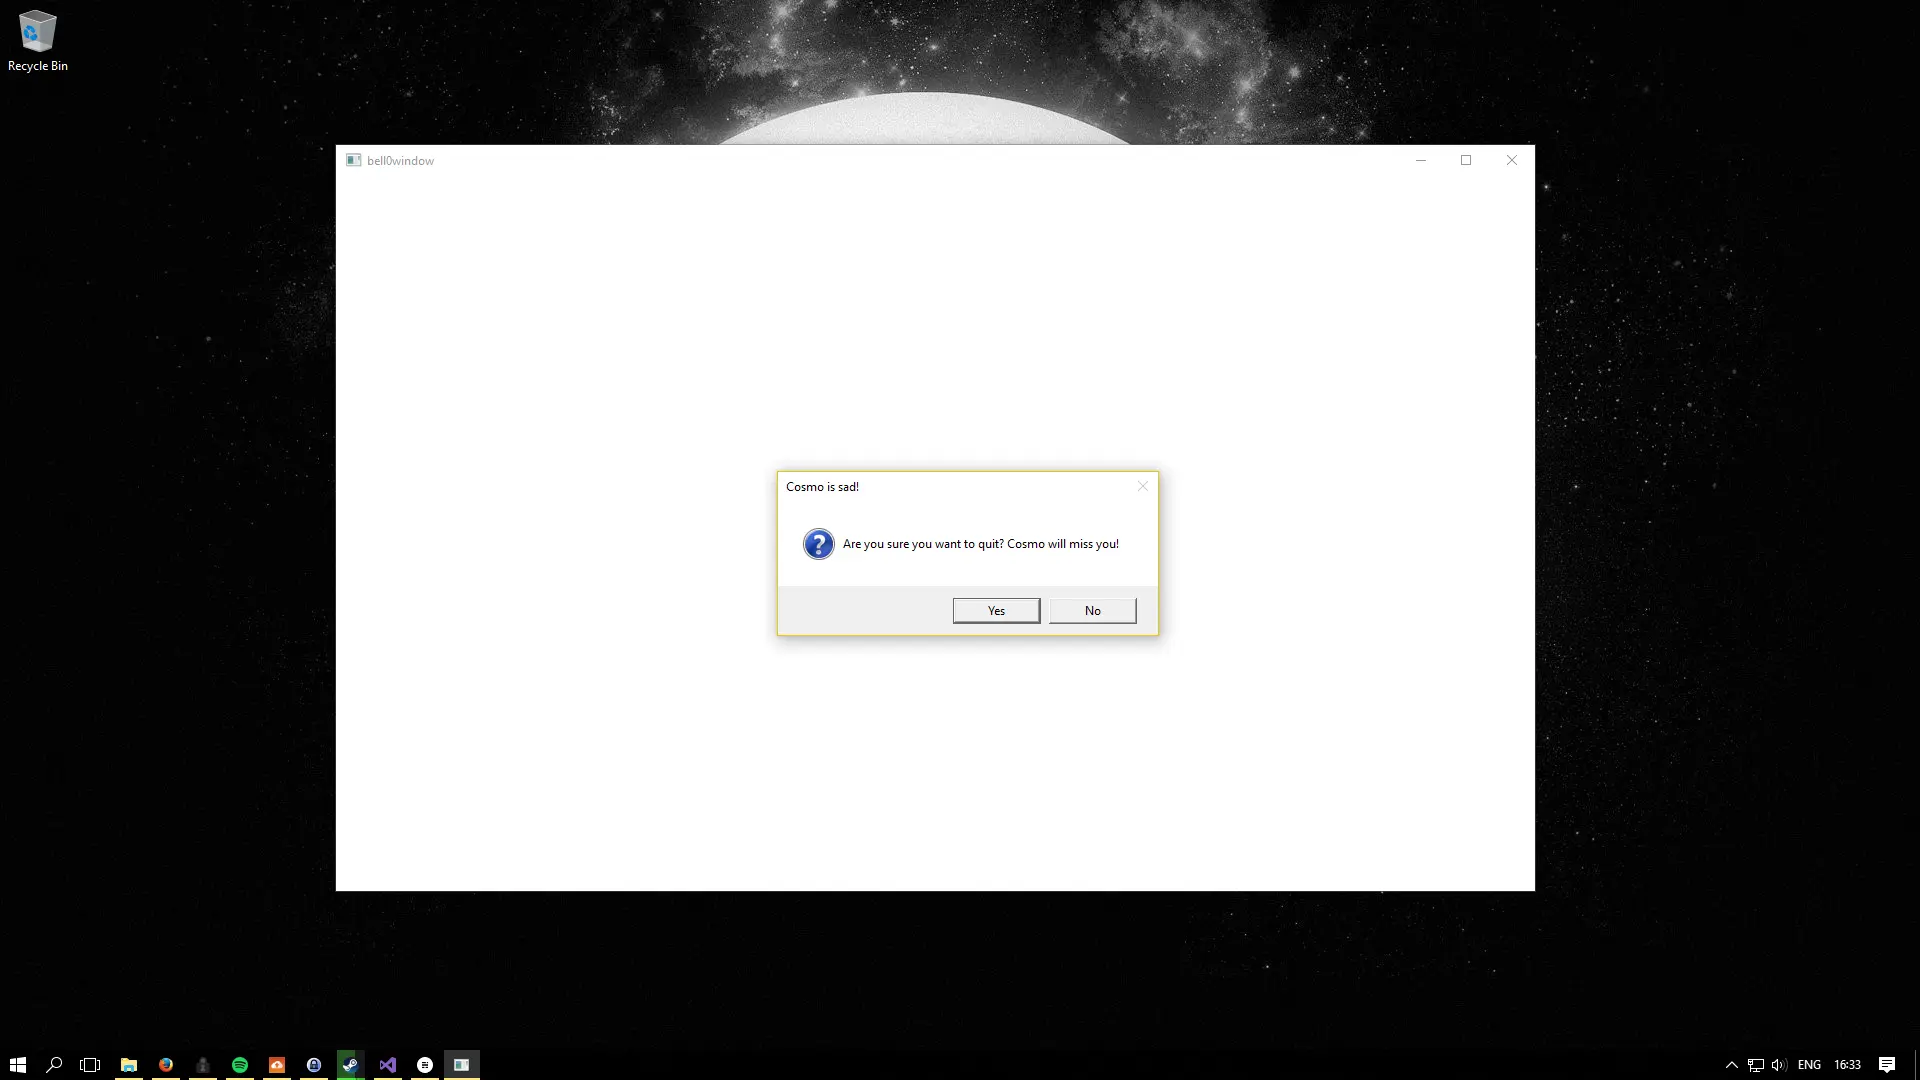 Recycle Bin
bell0window
Cosmo is sad!
Are you sure you want to quit? Cosmo will miss you!
Yes
No
ENG
16:33